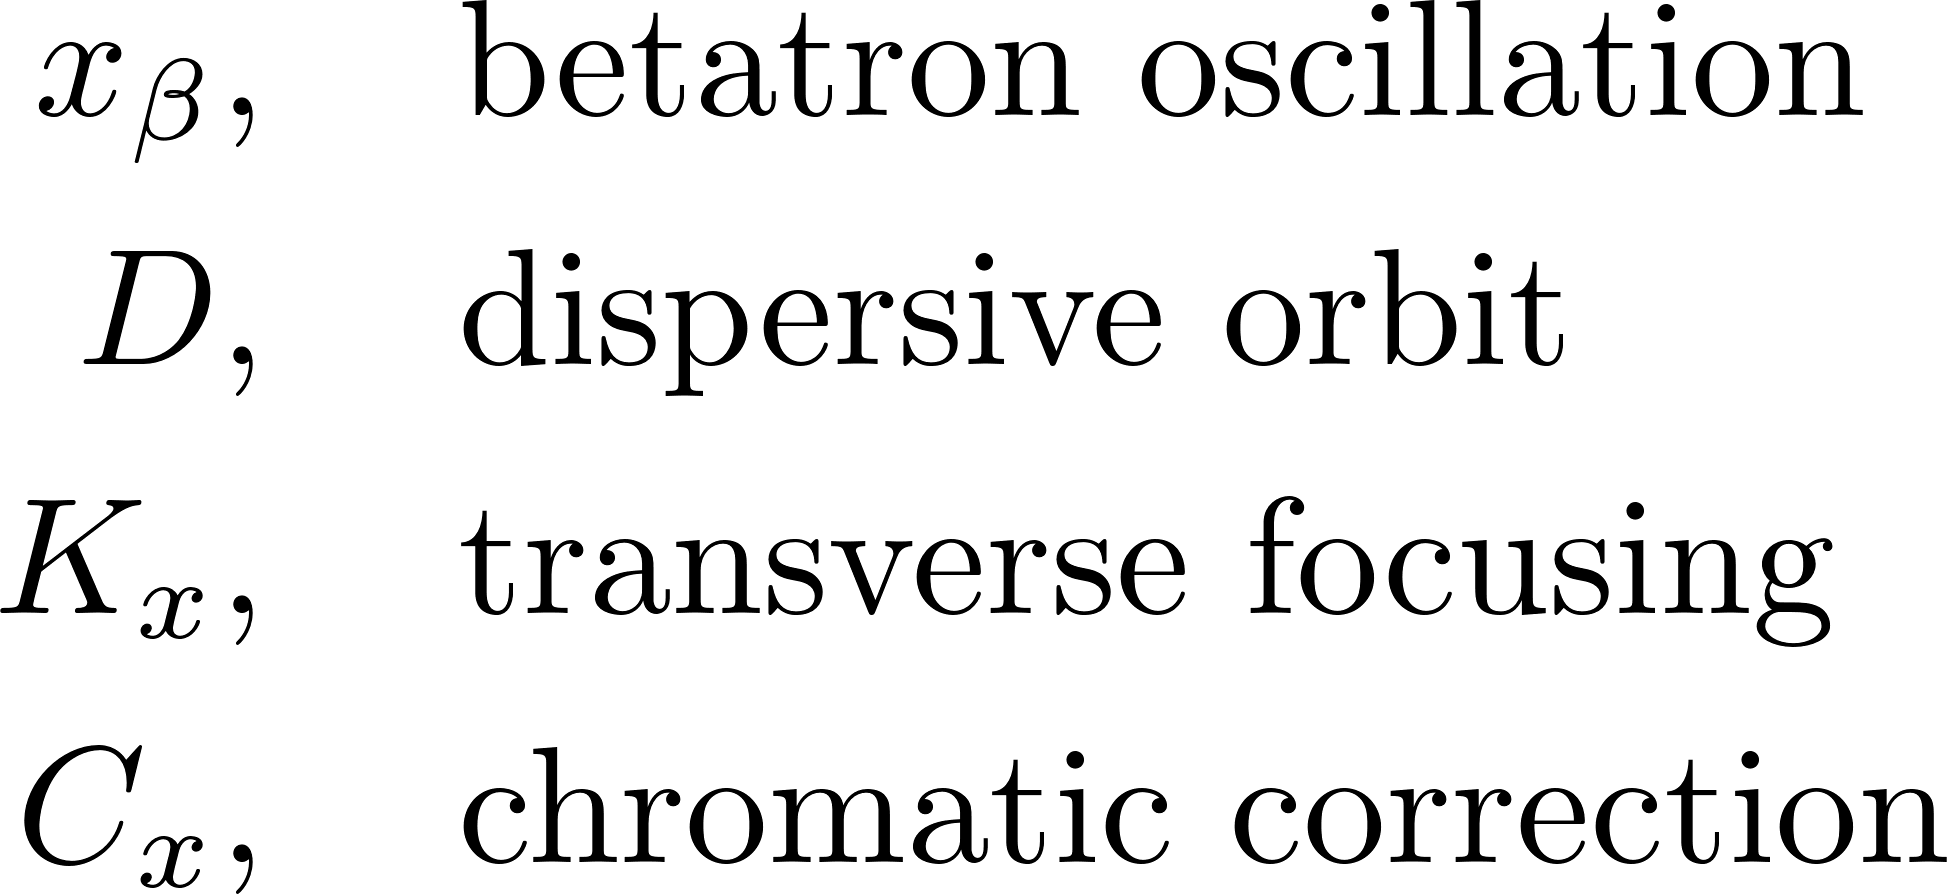 x_β, betatron oscillation
D, dispersive orbit
K_x, transverse focusing
C_x, chromatic correction